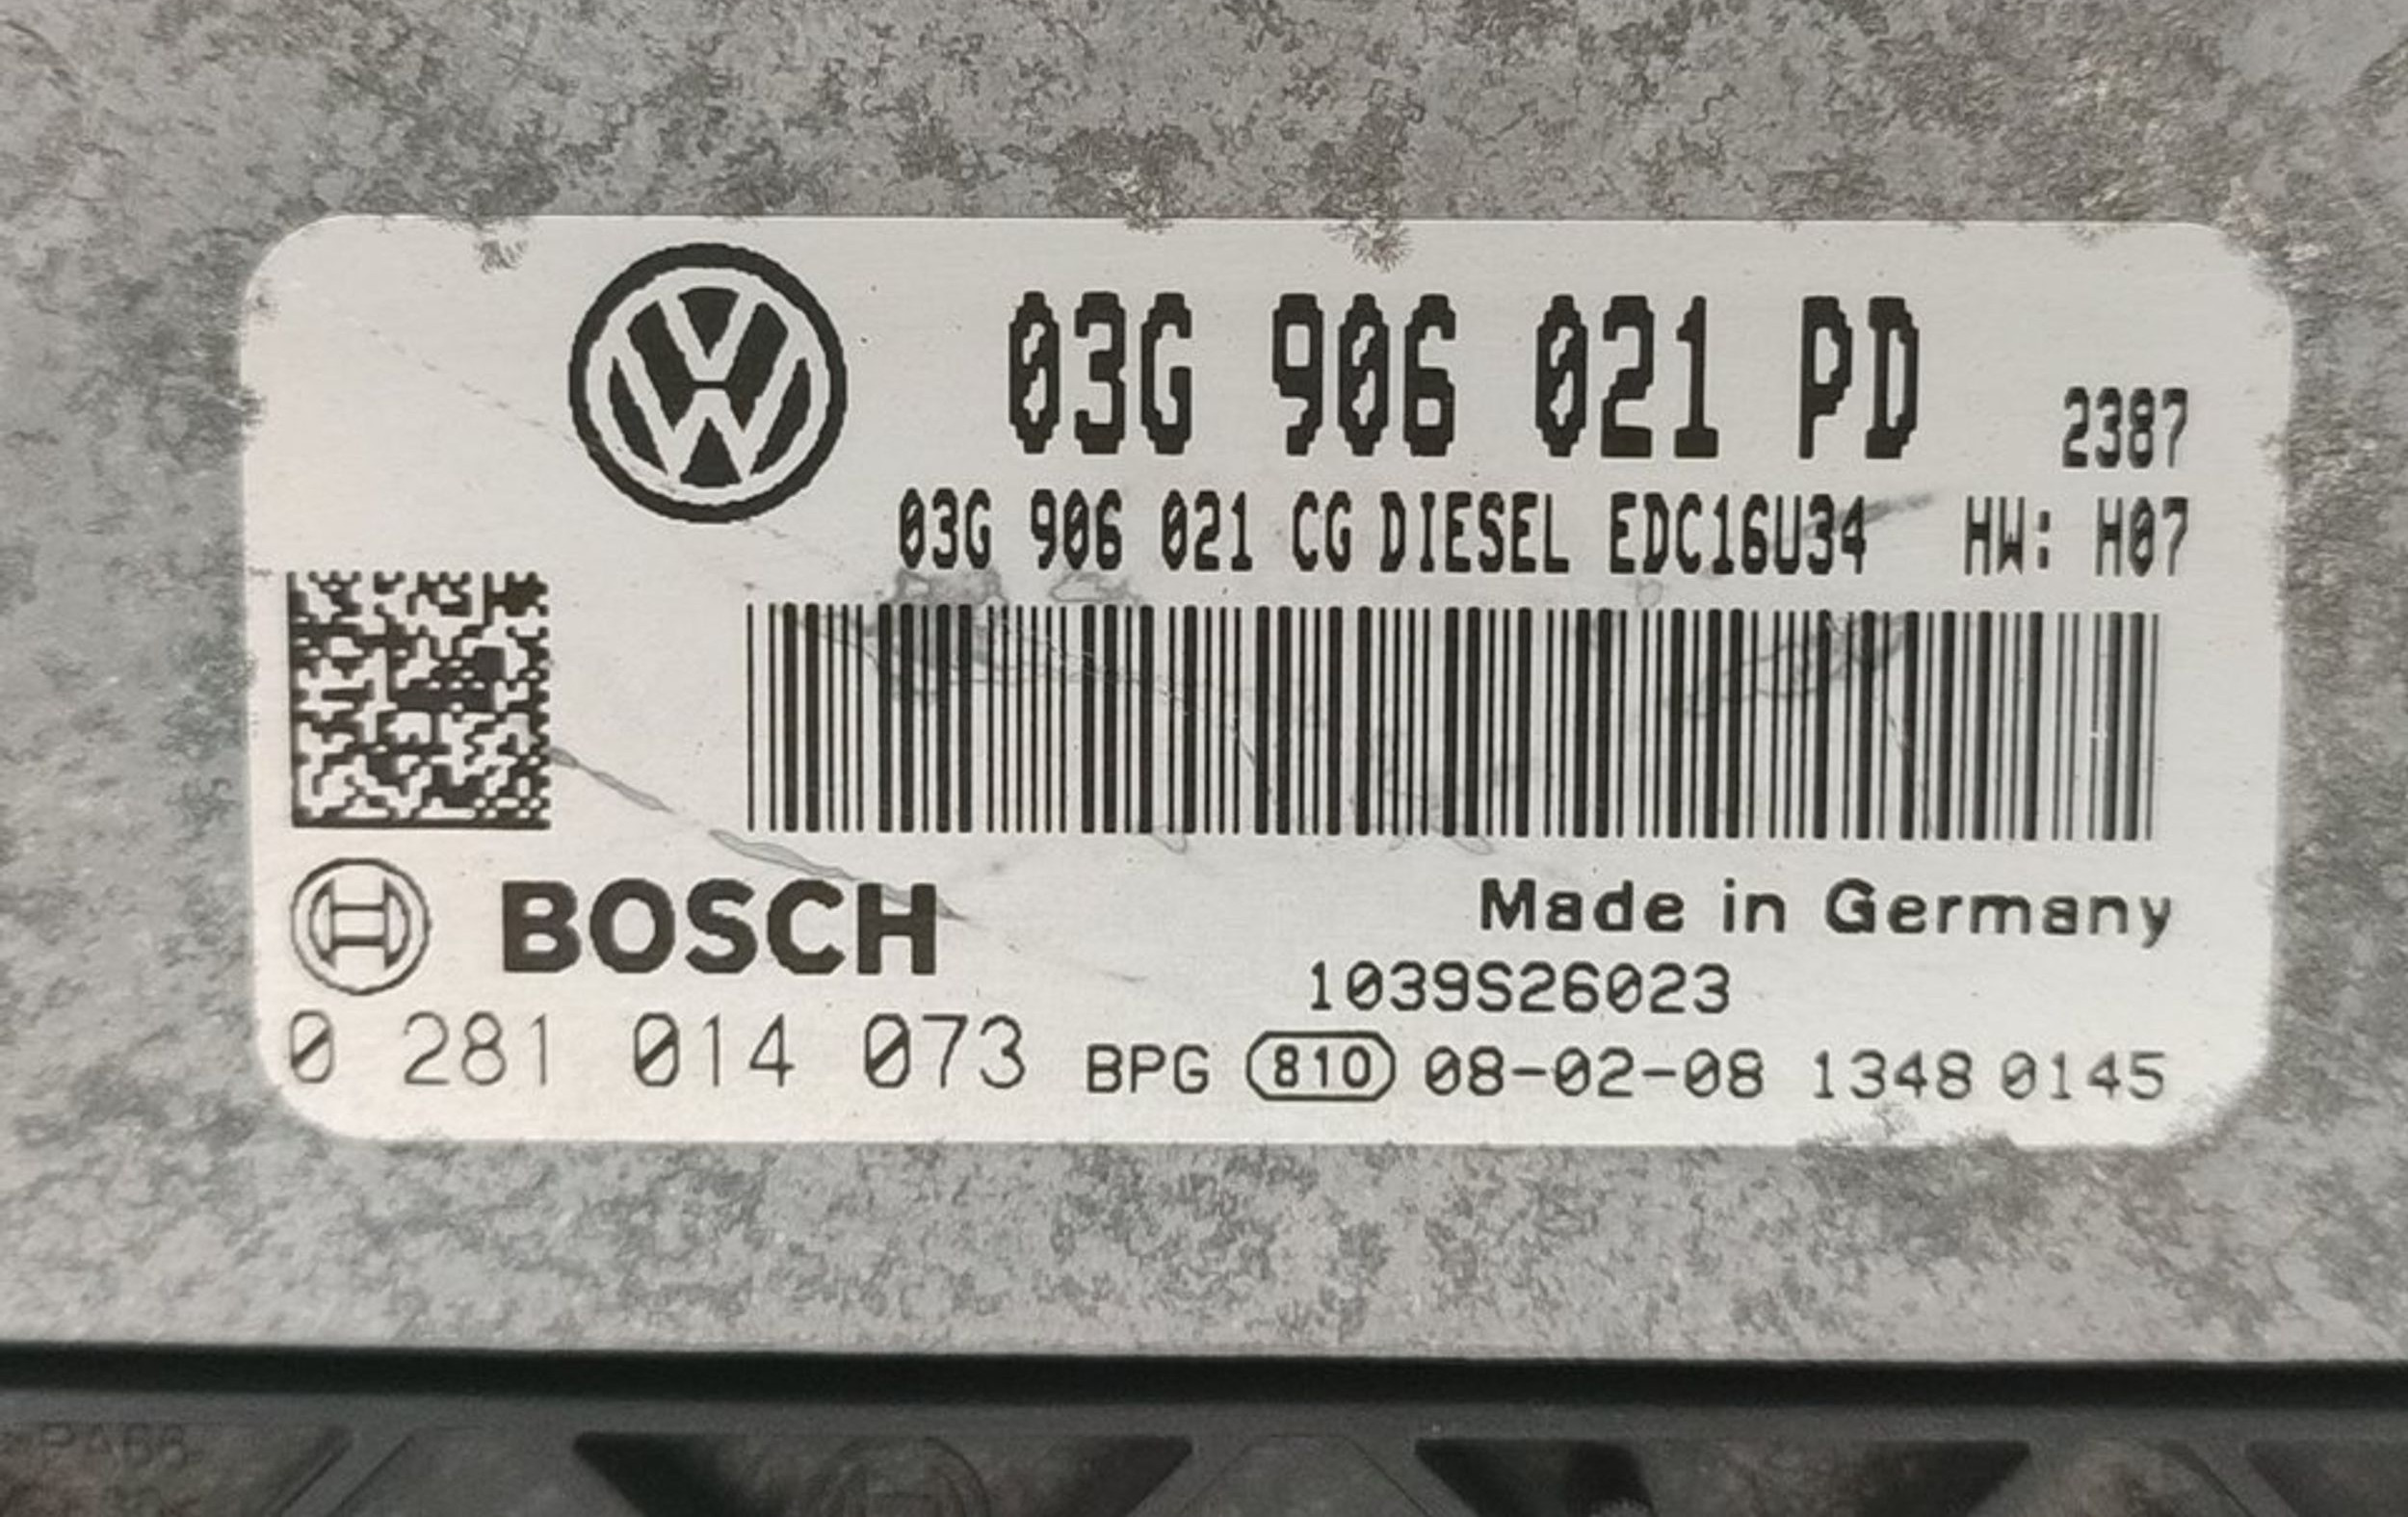 03G 906 021 PD 2387
03G 906 021 CG DIESEL EDC16U34 HW: H07
BOSCH
Made in Germany
1039S26023
0 281 014 073 BPG 810 08-02-08 1348 0145
PA66